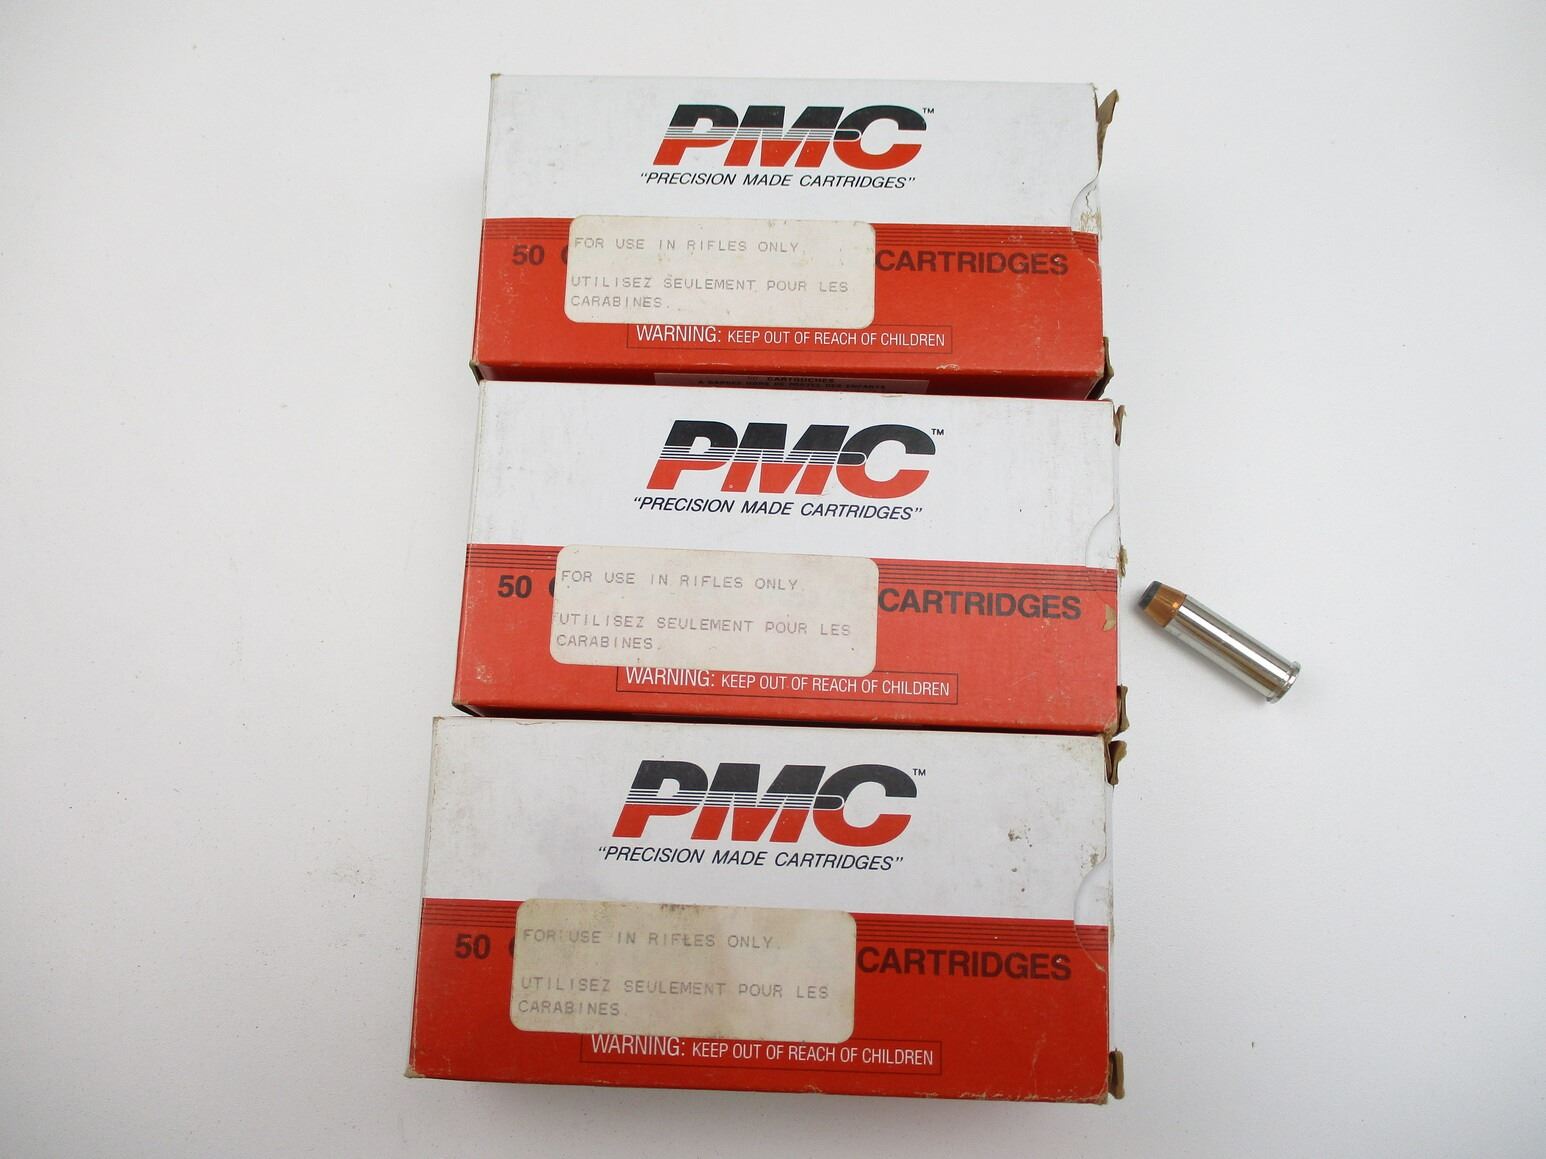 PMC™
"PRECISION MADE CARTRIDGES"
50 CARTRIDGES
FOR USE IN RIFLES ONLY.
UTILISEZ SEULEMENT POUR LES
CARABINES.
WARNING: KEEP OUT OF REACH OF CHILDREN
CARTOUCHES
PMC™
"PRECISION MADE CARTRIDGES"
50 CARTRIDGES
FOR USE IN RIFLES ONLY.
UTILISEZ SEULEMENT POUR LES
CARABINES.
WARNING: KEEP OUT OF REACH OF CHILDREN
PMC™
"PRECISION MADE CARTRIDGES"
50 CARTRIDGES
FOR USE IN RIFLES ONLY.
UTILISEZ SEULEMENT POUR LES
CARABINES.
WARNING: KEEP OUT OF REACH OF CHILDREN